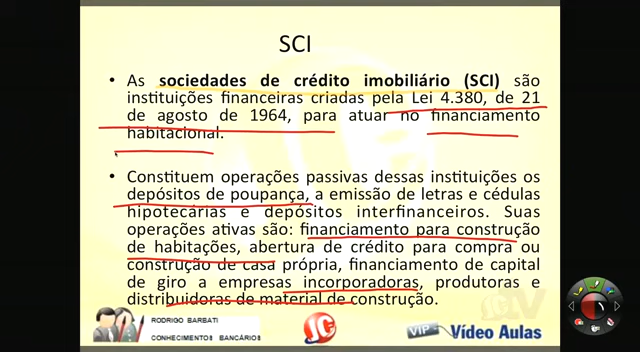 SCI
• As sociedades de crédito imobiliário (SCI) são
instituições financeiras criadas pela Lei 4.380, de 21
de agosto de 1964, para atuar no financiamento
habitacional.
• Constituem operações passivas dessas instituições os
depósitos de poupança, a emissão de letras e cédulas
hipotecárias e depósitos interfinanceiros. Suas
operações ativas são: financiamento para construção
de habitações, abertura de crédito para compra ou
construção de casa própria, financiamento de capital
de giro a empresas incorporadoras, produtoras e
distribuidoras de material de construção.
RODRIGO BARBATI
CONHECIMENTOS BANCÁRIOS
VIP Vídeo Aulas